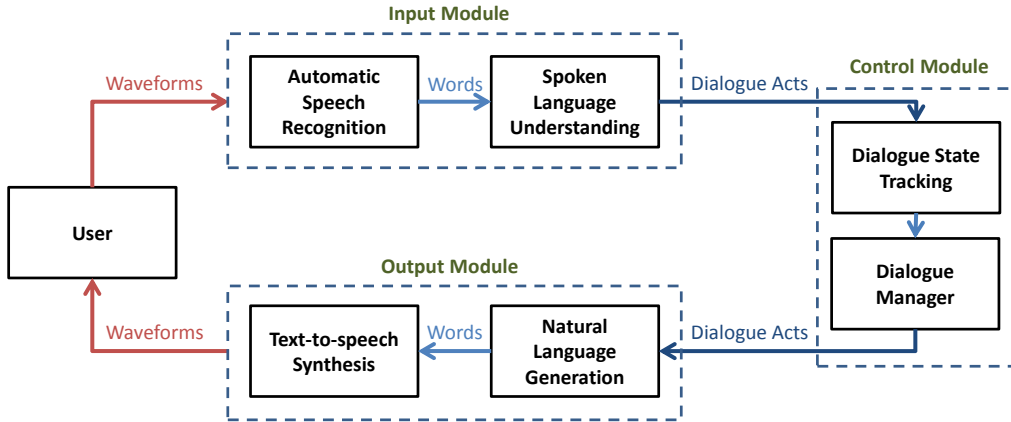 Input Module
Waveforms
Automatic
Speech
Recognition
Words
Spoken
Language
Understanding
Dialogue Acts
Control Module
Dialogue State
Tracking
User
Dialogue
Manager
Output Module
Waveforms
Text-to-speech
Synthesis
Words
Natural
Language
Generation
Dialogue Acts